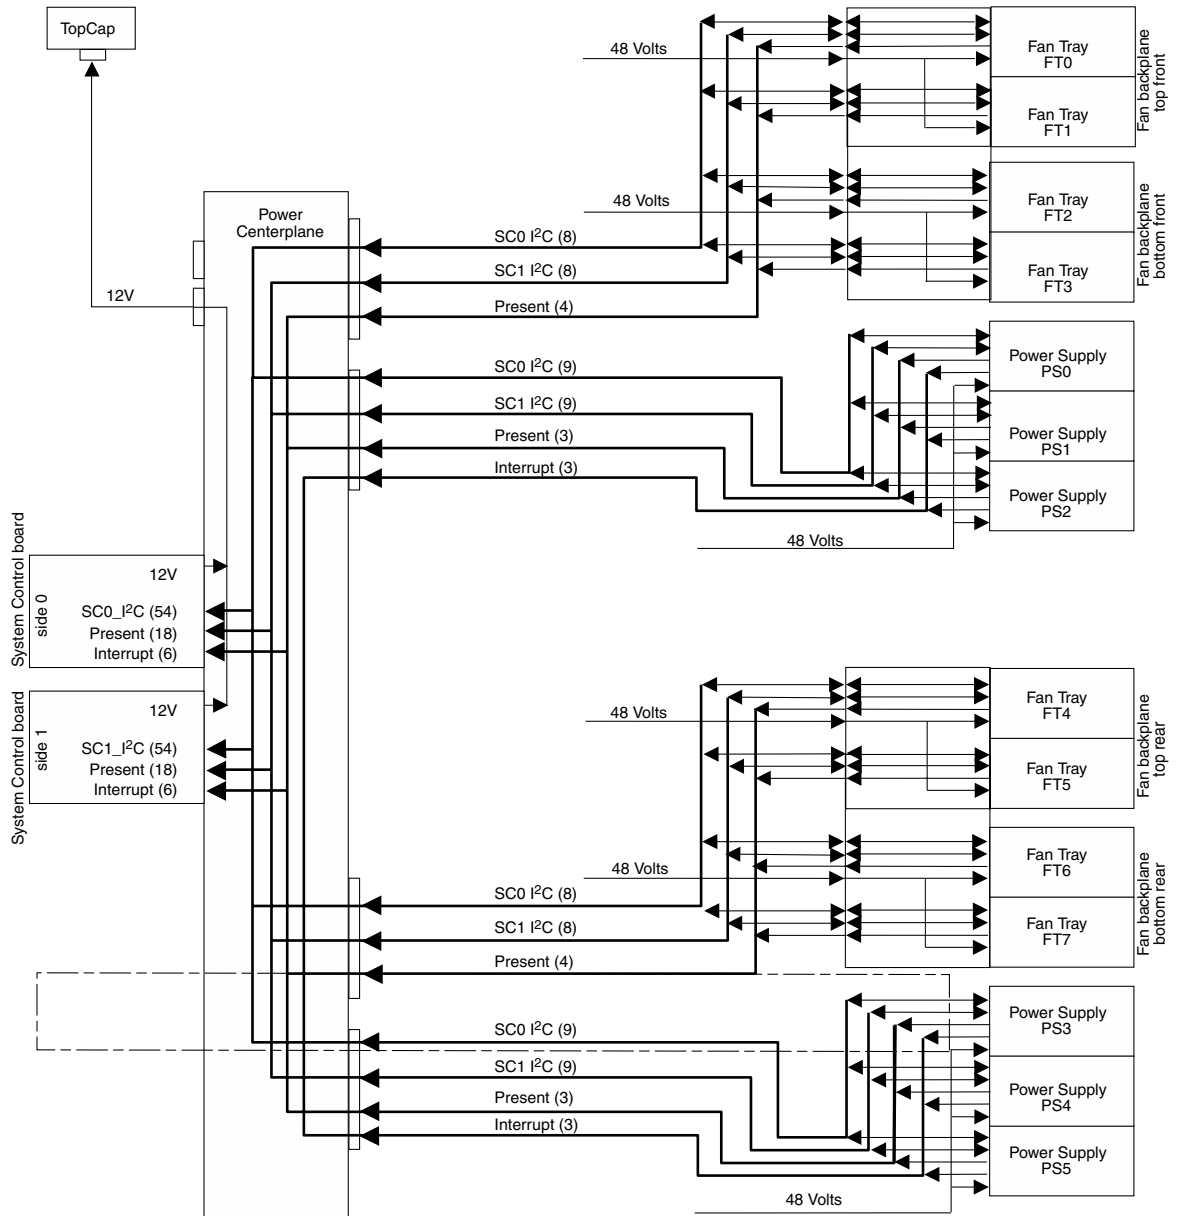 TopCap
48 Volts
Fan Tray
FT0
Fan Tray
FT1
Fan backplane
top front
48 Volts
Fan Tray
FT2
Fan Tray
FT3
Fan backplane
bottom front
Power
Centerplane
SC0 I²C (8)
SC1 I²C (8)
Present (4)
12V
SC0 I²C (9)
SC1 I²C (9)
Present (3)
Interrupt (3)
Power Supply
PS0
Power Supply
PS1
Power Supply
PS2
48 Volts
System Control board
side 0
12V
SC0_I²C (54)
Present (18)
Interrupt (6)
System Control board
side 1
12V
SC1_I²C (54)
Present (18)
Interrupt (6)
48 Volts
Fan Tray
FT4
Fan Tray
FT5
Fan backplane
top rear
48 Volts
Fan Tray
FT6
Fan Tray
FT7
Fan backplane
bottom rear
SC0 I²C (8)
SC1 I²C (8)
Present (4)
SC0 I²C (9)
SC1 I²C (9)
Present (3)
Interrupt (3)
Power Supply
PS3
Power Supply
PS4
Power Supply
PS5
48 Volts